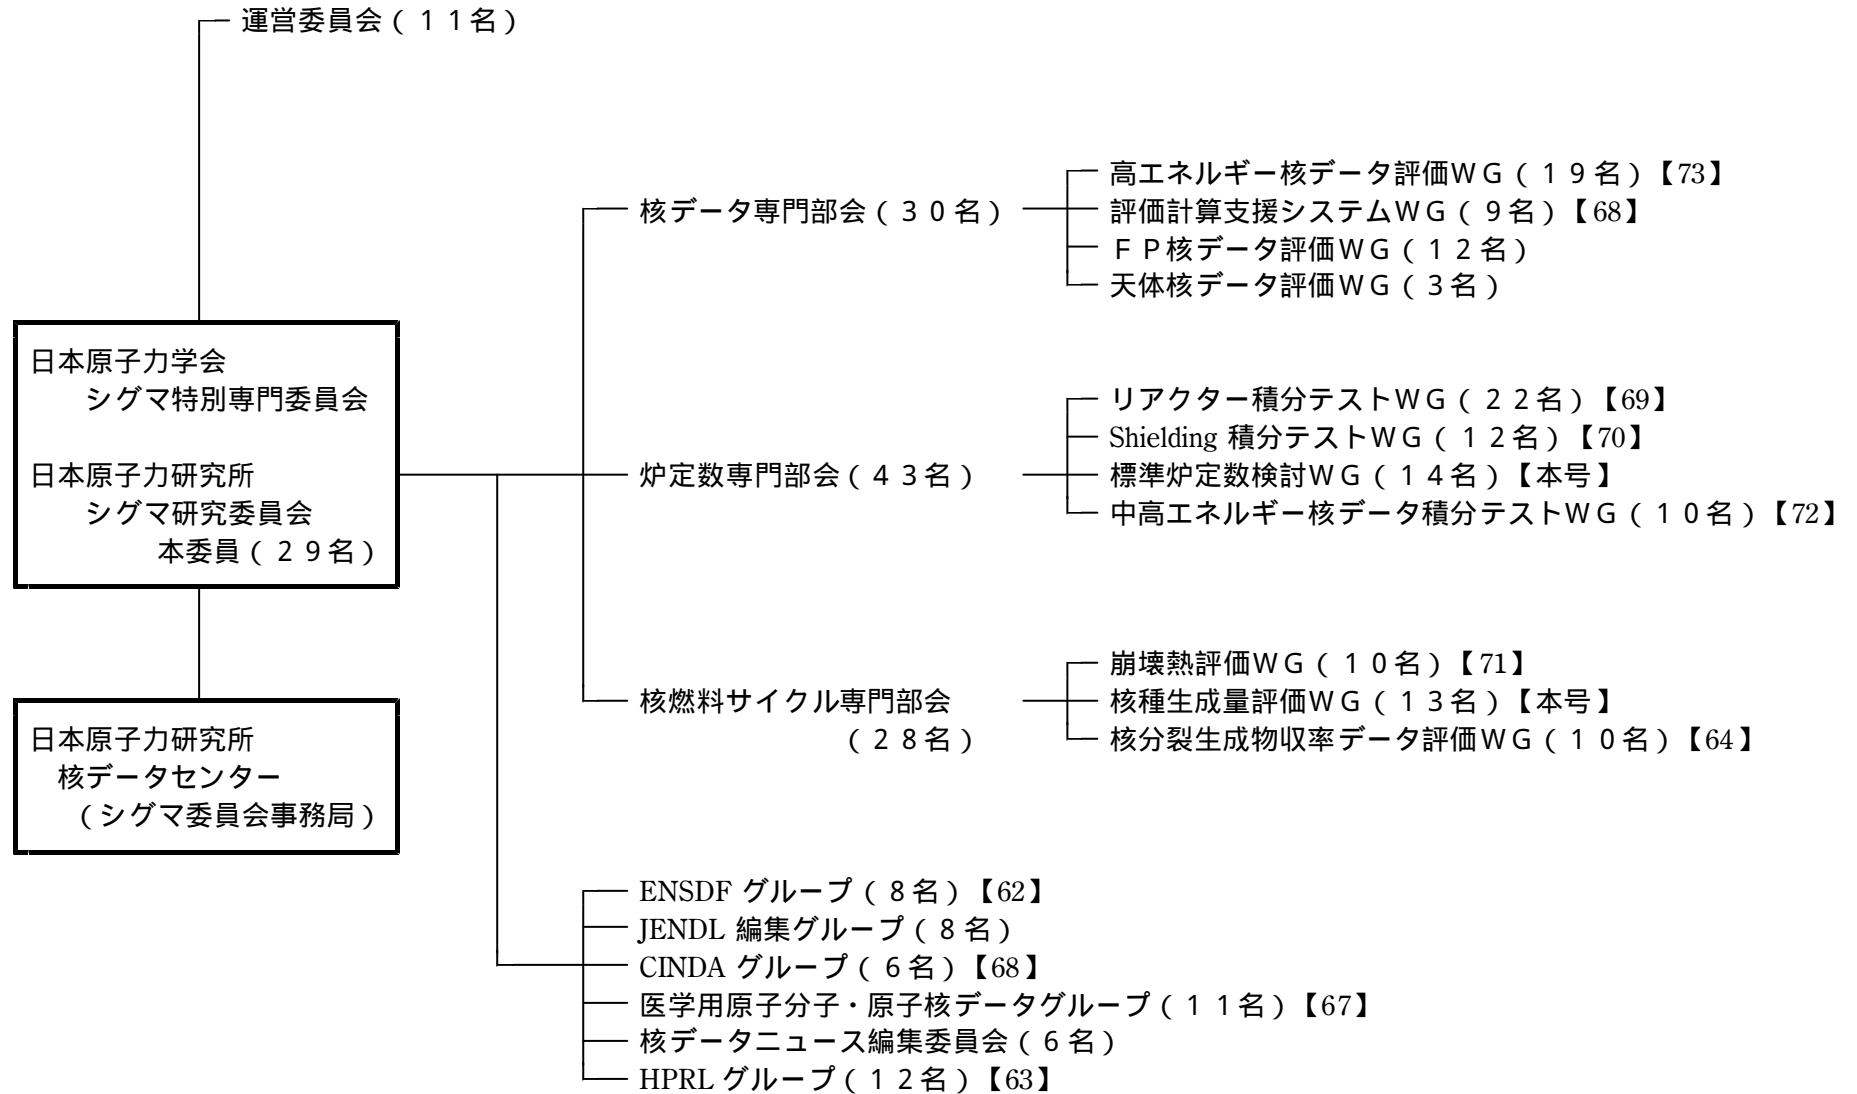 運営委員会（１１名）
高エネルギー核データ評価ＷＧ（１９名）【73】
核データ専門部会（３０名）
評価計算支援システムＷＧ（９名）【68】
ＦＰ核データ評価ＷＧ（１２名）
天体核データ評価ＷＧ（３名）
日本原子力学会
シグマ特別専門委員会
日本原子力研究所
シグマ研究委員会
本委員（２９名）
リアクター積分テストＷＧ（２２名）【69】
Shielding 積分テストＷＧ（１２名）【70】
炉定数専門部会（４３名）
標準炉定数検討ＷＧ（１４名）【本号】
中高エネルギー核データ積分テストＷＧ（１０名）【72】
崩壊熱評価ＷＧ（１０名）【71】
核燃料サイクル専門部会
（２８名）
核種生成量評価ＷＧ（１３名）【本号】
核分裂生成物収率データ評価ＷＧ（１０名）【64】
日本原子力研究所
核データセンター
（シグマ委員会事務局）
ENSDF グループ（８名）【62】
JENDL 編集グループ（８名）
CINDA グループ（６名）【68】
医学用原子分子・原子核データグループ（１１名）【67】
核データニュース編集委員会（６名）
HPRL グループ（１２名）【63】